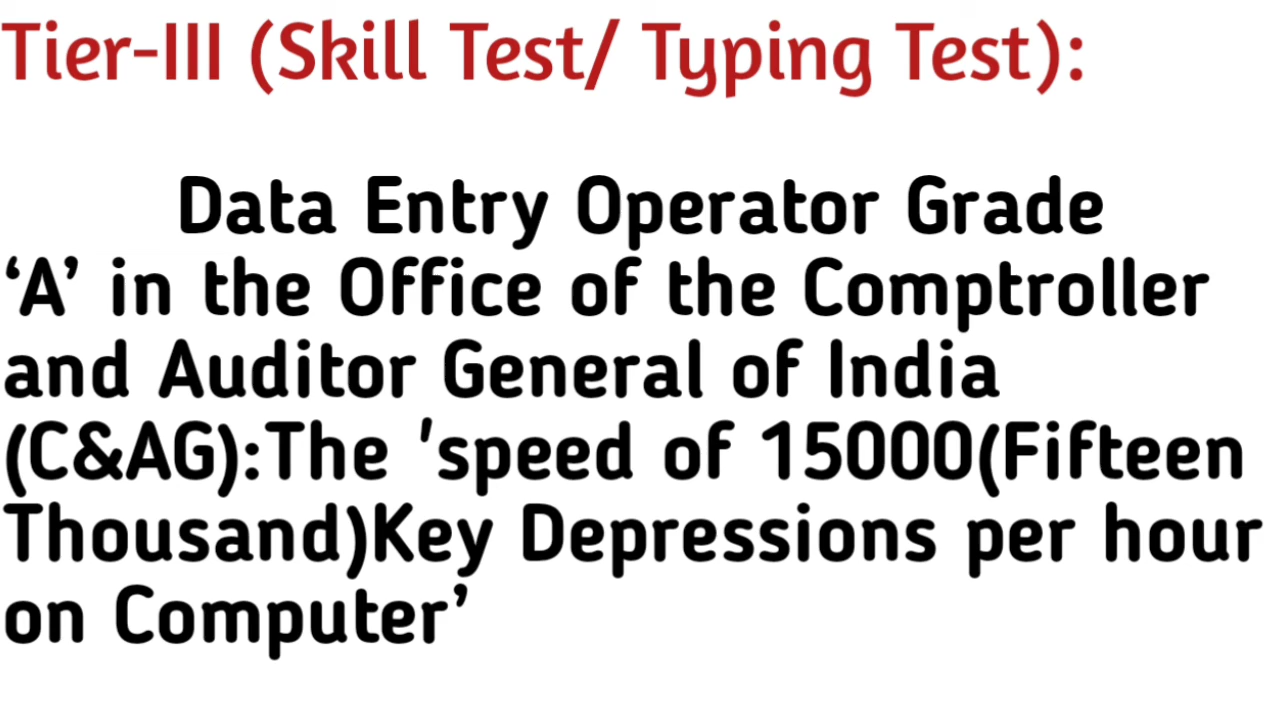 Tier-III (Skill Test/ Typing Test):
Data Entry Operator Grade
‘A’ in the Office of the Comptroller
and Auditor General of India
(C&AG):The 'speed of 15000(Fifteen
Thousand)Key Depressions per hour
on Computer’